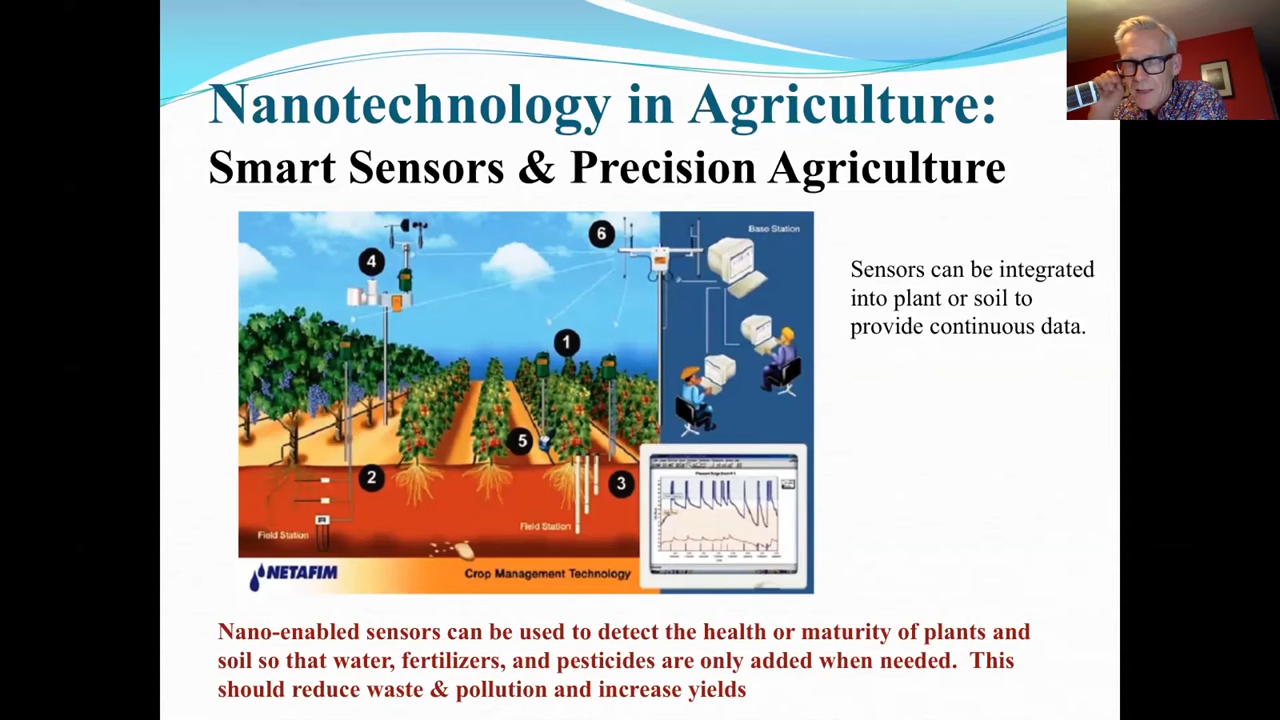 Nanotechnology in Agriculture:
Smart Sensors & Precision Agriculture
6
Base Station
4
Sensors can be integrated
into plant or soil to
provide continuous data.
1
5
2
3
Field Station
Field Station
NETAFIM
Crop Management Technology
Nano-enabled sensors can be used to detect the health or maturity of plants and
soil so that water, fertilizers, and pesticides are only added when needed.  This
should reduce waste & pollution and increase yields